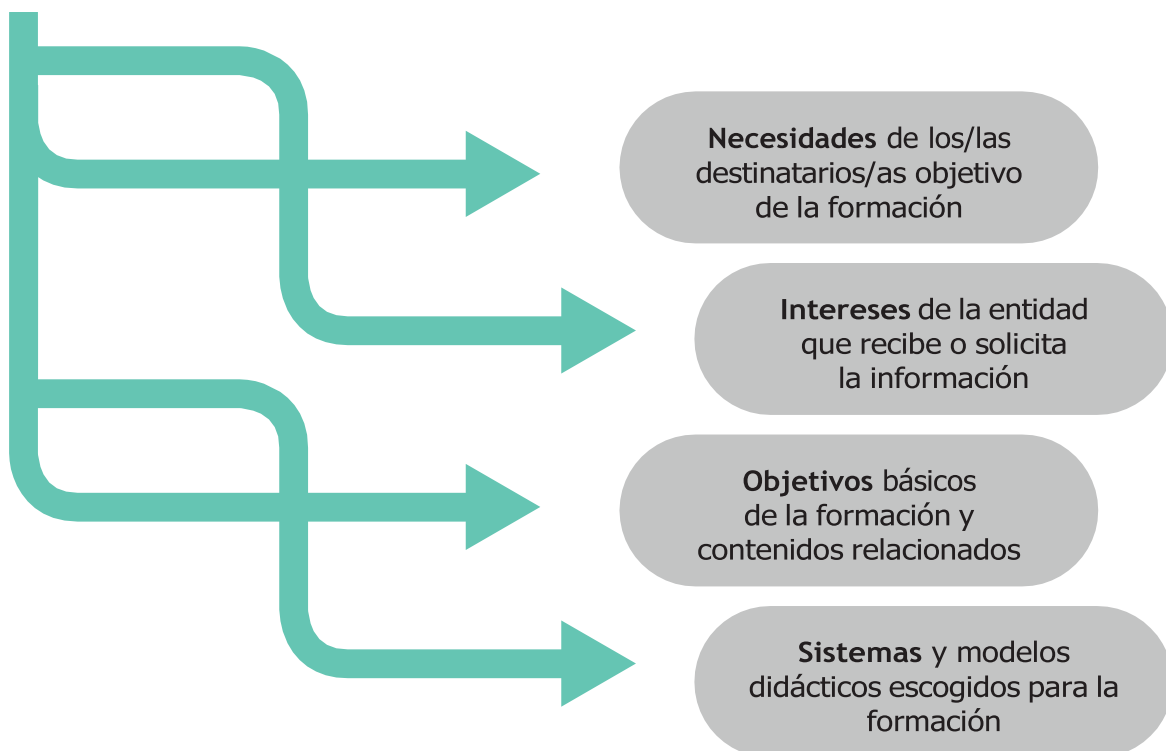 Necesidades de los/las
destinatarios/as objetivo
de la formación
Intereses de la entidad
que recibe o solicita
la información
Objetivos básicos
de la formación y
contenidos relacionados
Sistemas y modelos
didácticos escogidos para la
formación